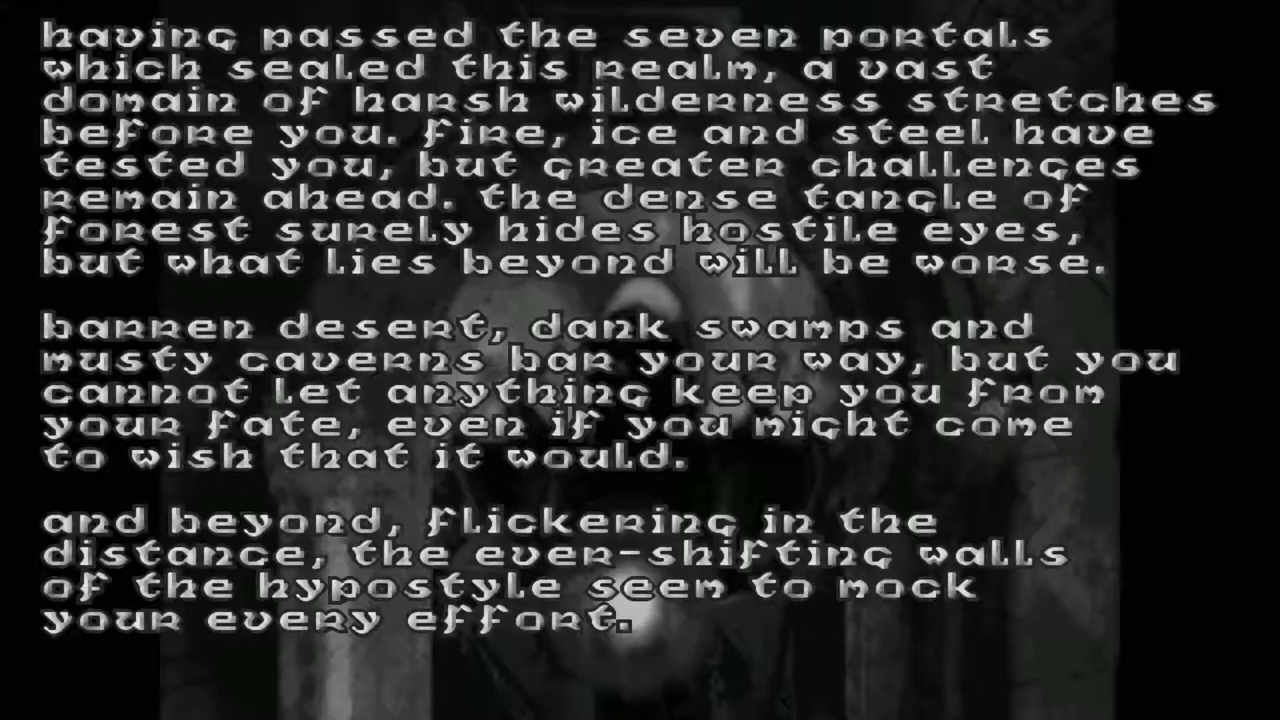 having passed the seven portals
which sealed this realm, a vast
domain of harsh wilderness stretches
before you. fire, ice and steel have
tested you, but greater challenges
remain ahead. the dense tangle of
forest surely hides hostile eyes,
but what lies beyond will be worse.
barren desert, dank swamps and
musty caverns bar your way, but you
cannot let anything keep you from
your fate, even if you might come
to wish that it would.
and beyond, flickering in the
distance, the ever-shifting walls
of the hypostyle seem to mock
your every effort.